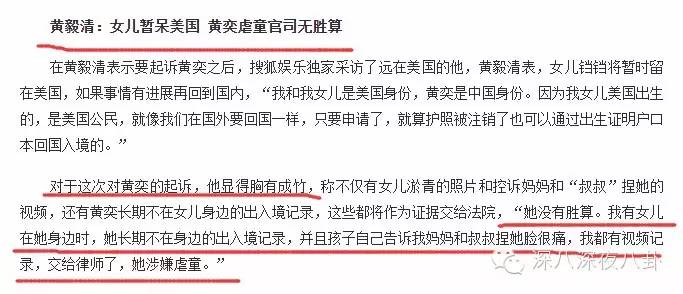 黄毅清：女儿暂呆美国 黄奕虐童官司无胜算
在黄毅清表示要起诉黄奕之后，搜狐娱乐独家采访了远在美国的他，黄毅清表，女儿铛铛将暂时留
在美国，如果事情有进展再回到国内，“我和我女儿是美国身份，黄奕是中国身份。因为我女儿美国出生
的，是美国公民，就像我们在国外要回国一样，只要申请了，就算护照被注销了也可以通过出生证明户口
本回国入境的。”
对于这次对黄奕的起诉，他显得胸有成竹，称不仅有女儿淤青的照片和控诉妈妈和“叔叔”捏她的
视频，还有黄奕长期不在女儿身边的出入境记录，这些都将作为证据交给法院，“她没有胜算。我有女儿
在她身边时，她长期不在身边的出入境记录，并且孩子自己告诉我妈妈和叔叔捏她脸很痛，我都有视频记
录，交给律师了，她涉嫌虐童。”
深八深夜八卦